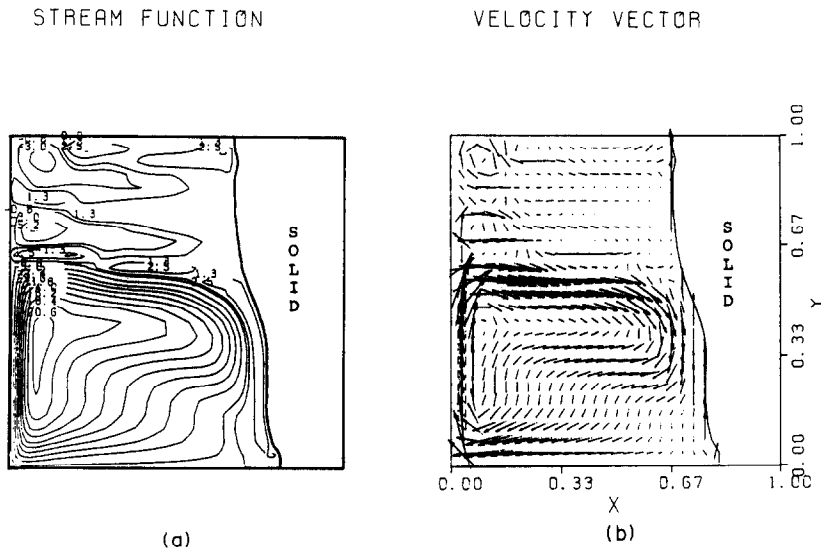 STREAM FUNCTION
VELOCITY VECTOR
1.3
1.3
SOLID
SOLID
1.00
0.67
Y
0.33
0.00
0.00 0.33 0.67 1.00
X
(a)
(b)